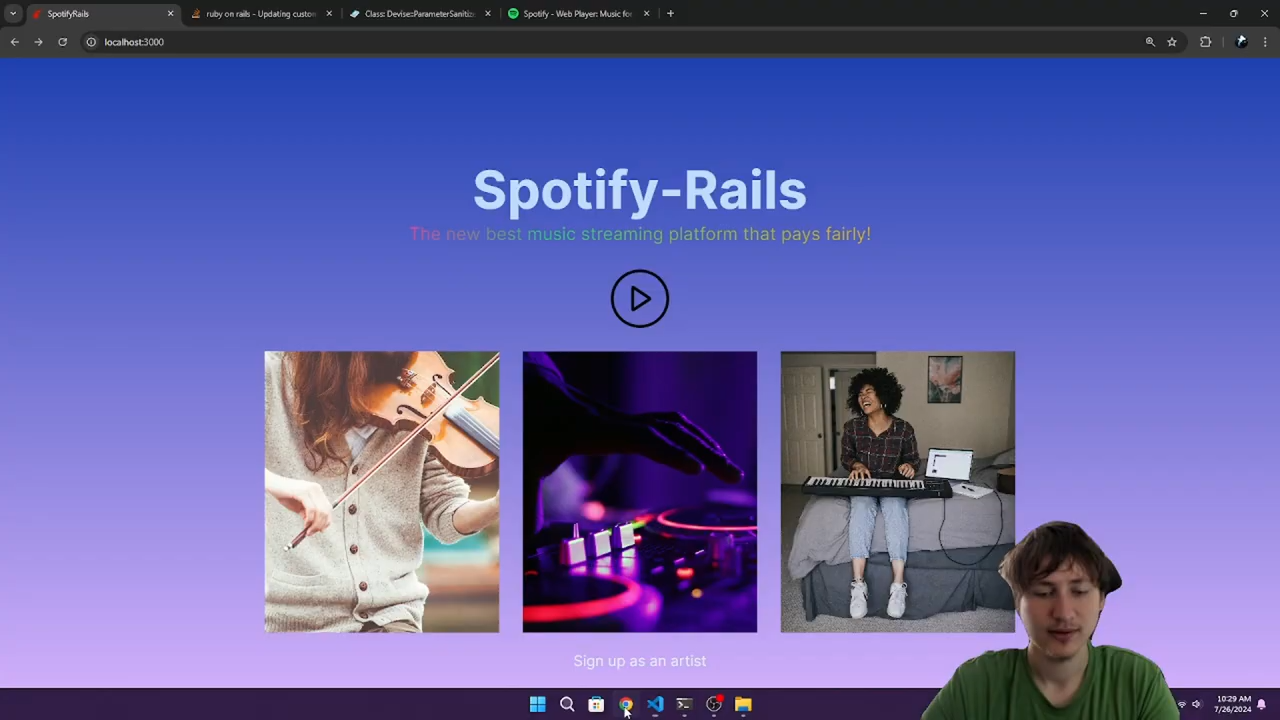 SpotifyRails
ruby on rails - Updating custom
Class: Devise::ParameterSanitize
Spotify - Web Player: Music for
localhost:3000
Spotify-Rails
The new best music streaming platform that pays fairly!
Sign up as an artist
10:29 AM
7/26/2024